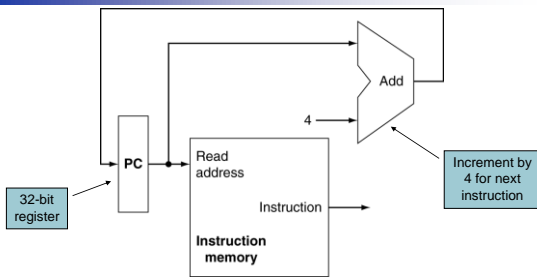 Add
4
PC
Read
address
Instruction
Instruction
memory
32-bit
register
Increment by
4 for next
instruction